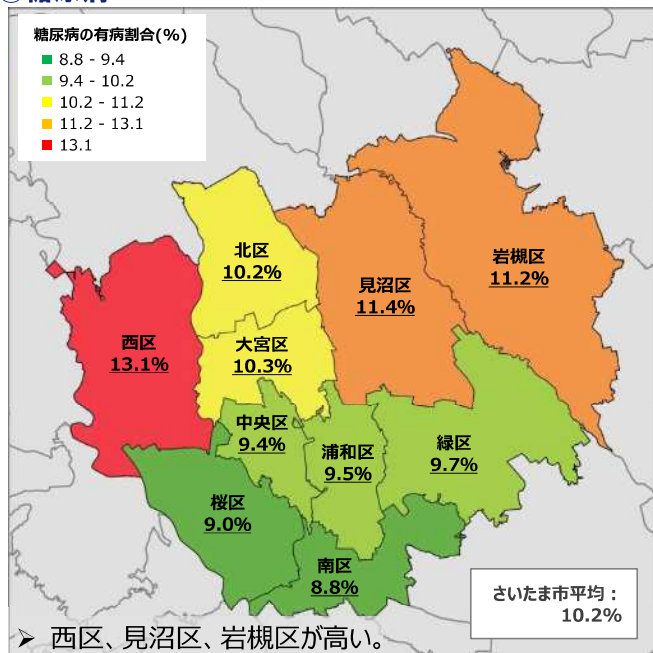 糖尿病の有病割合(%)
8.8 - 9.4
9.4 - 10.2
10.2 - 11.2
11.2 - 13.1
13.1
北区
10.2%
岩槻区
11.2%
見沼区
11.4%
西区
13.1%
大宮区
10.3%
中央区
9.4%
浦和区
9.5%
緑区
9.7%
桜区
9.0%
南区
8.8%
さいたま市平均：
10.2%
➢ 西区、見沼区、岩槻区が高い。